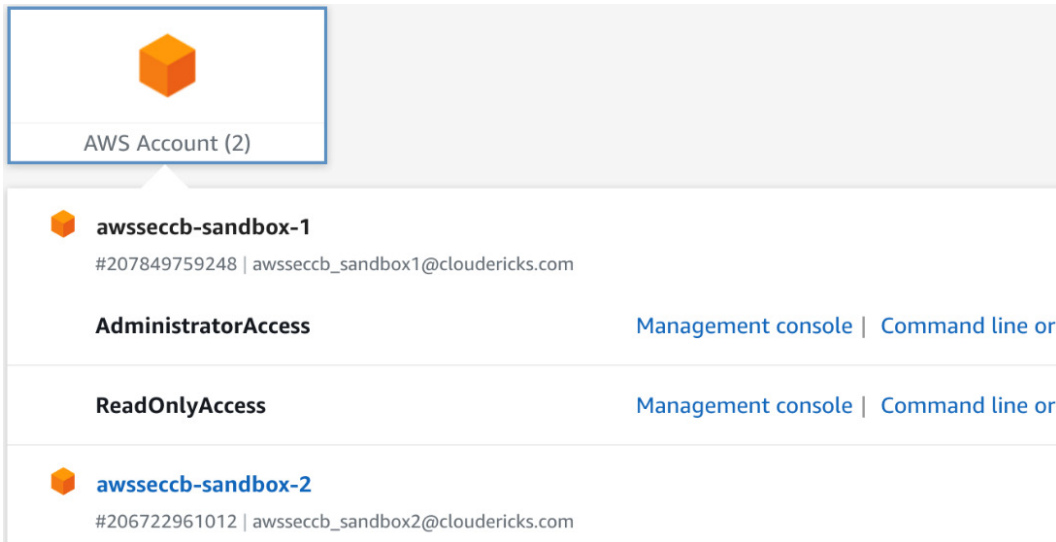 AWS Account (2)
awsseccb-sandbox-1
#207849759248 | awsseccb_sandbox1@cloudericks.com
AdministratorAccess Management console | Command line or
ReadOnlyAccess Management console | Command line or
awsseccb-sandbox-2
#206722961012 | awsseccb_sandbox2@cloudericks.com